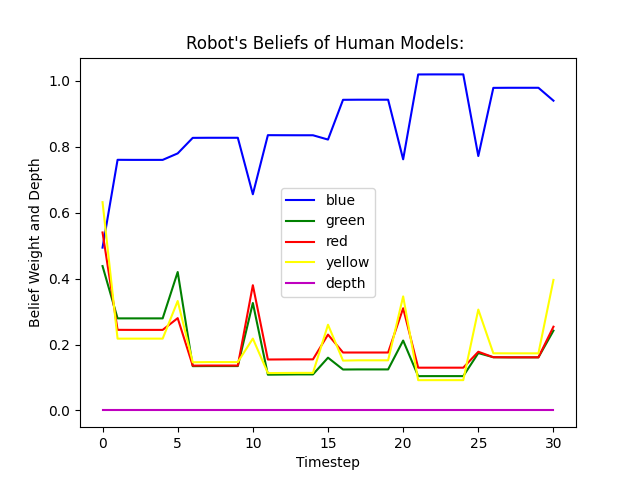 Robot's Beliefs of Human Models:
Belief Weight and Depth
1.0
0.8
0.6
0.4
0.2
0.0
blue
green
red
yellow
depth
0 5 10 15 20 25 30
Timestep